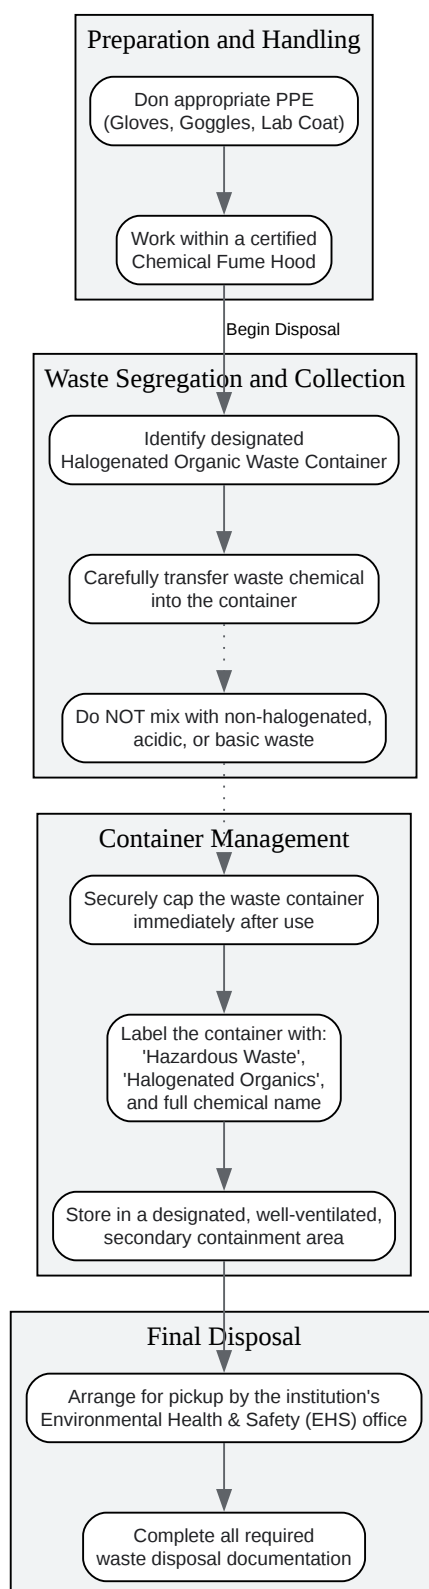 Preparation and Handling
Don appropriate PPE
(Gloves, Goggles, Lab Coat)
Work within a certified
Chemical Fume Hood
Begin Disposal
Waste Segregation and Collection
Identify designated
Halogenated Organic Waste Container
Carefully transfer waste chemical
into the container
Do NOT mix with non-halogenated,
acidic, or basic waste
Container Management
Securely cap the waste container
immediately after use
Label the container with:
'Hazardous Waste',
'Halogenated Organics',
and full chemical name
Store in a designated, well-ventilated,
secondary containment area
Final Disposal
Arrange for pickup by the institution's
Environmental Health & Safety (EHS) office
Complete all required
waste disposal documentation